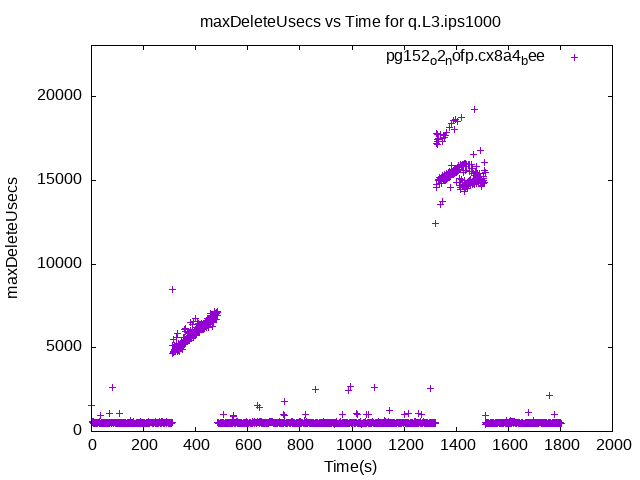 maxDeleteUsecs vs Time for q.L3.ips1000
pg152_o2_nofp.cx8a4_bee
maxDeleteUsecs
20000
15000
10000
5000
0
0 200 400 600 800 1000 1200 1400 1600 1800 2000
Time(s)